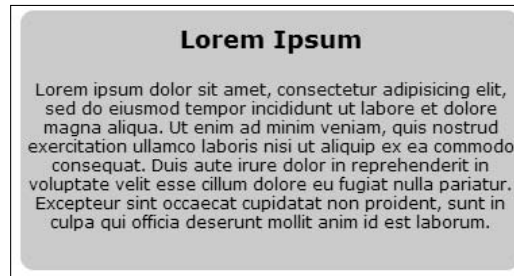 Lorem Ipsum
Lorem ipsum dolor sit amet, consectetur adipisicing elit,
sed do eiusmod tempor incididunt ut labore et dolore
magna aliqua. Ut enim ad minim veniam, quis nostrud
exercitation ullamco laboris nisi ut aliquip ex ea commodo
consequat. Duis aute irure dolor in reprehenderit in
voluptate velit esse cillum dolore eu fugiat nulla pariatur.
Excepteur sint occaecat cupidatat non proident, sunt in
culpa qui officia deserunt mollit anim id est laborum.